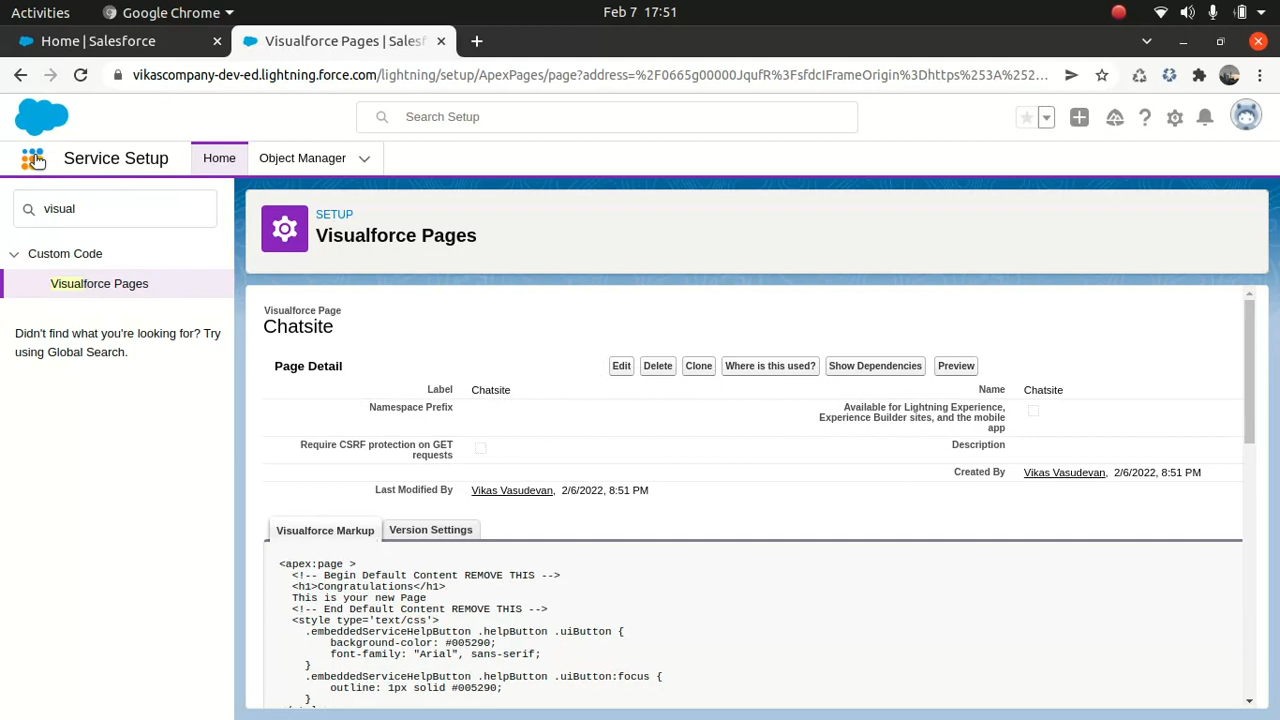 Activities
Google Chrome
Feb 7 17:51
Home | Salesforce
Visualforce Pages | Salesf
vikascompany-dev-ed.lightning.force.com/lightning/setup/ApexPages/page?address=%2F0665g00000JqufR%3FsfdcIFrameOrigin%3Dhttps%253A%252...
Search Setup
Service Setup
Home
Object Manager
visual
Custom Code
Visualforce Pages
Didn't find what you're looking for? Try
using Global Search.
SETUP
Visualforce Pages
Visualforce Page
Chatsite
Page Detail
Edit
Delete
Clone
Where is this used?
Show Dependencies
Preview
Label Chatsite
Name Chatsite
Namespace Prefix
Available for Lightning Experience,
Experience Builder sites, and the mobile
app
Require CSRF protection on GET
requests
Description
Created By Vikas Vasudevan, 2/6/2022, 8:51 PM
Last Modified By Vikas Vasudevan, 2/6/2022, 8:51 PM
Visualforce Markup
Version Settings
<apex:page >
<!-- Begin Default Content REMOVE THIS -->
<h1>Congratulations</h1>
This is your new Page
<!-- End Default Content REMOVE THIS -->
<style type='text/css'>
.embeddedServiceHelpButton .helpButton .uiButton {
background-color: #005290;
font-family: "Arial", sans-serif;
}
.embeddedServiceHelpButton .helpButton .uiButton:focus {
outline: 1px solid #005290;
}